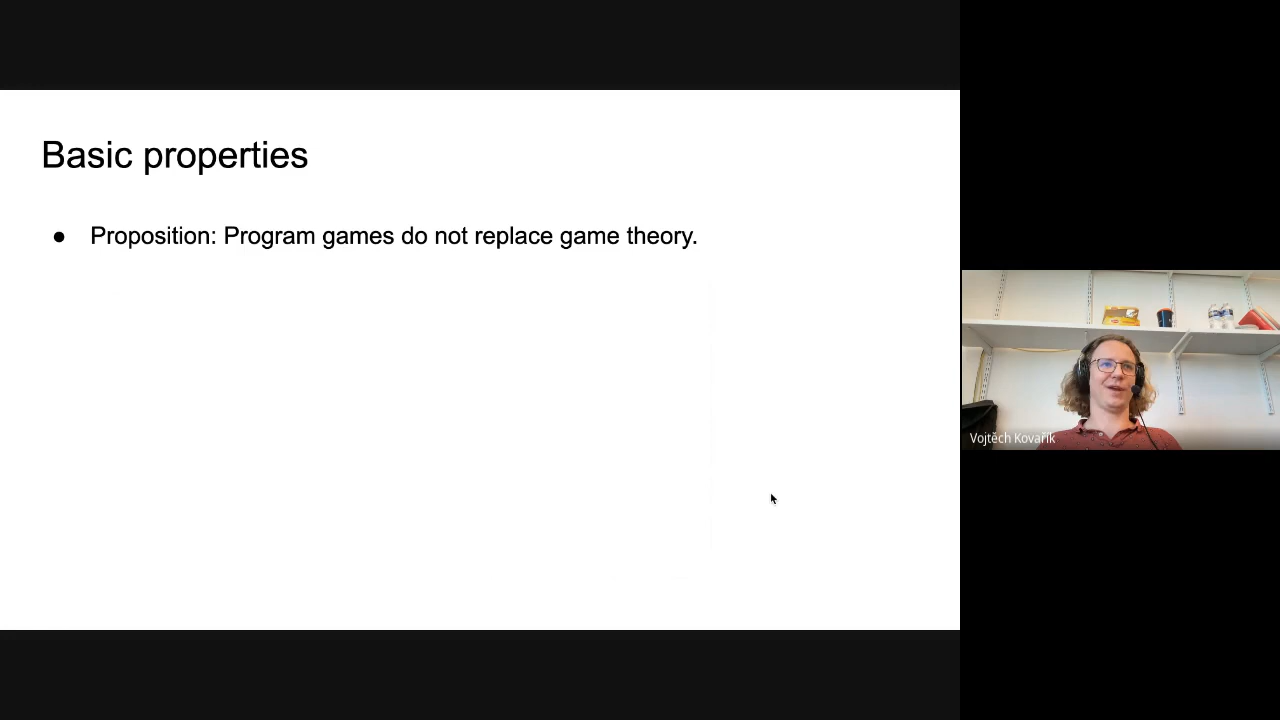 Basic properties
● Proposition: Program games do not replace game theory.
Vojtěch Kovařík